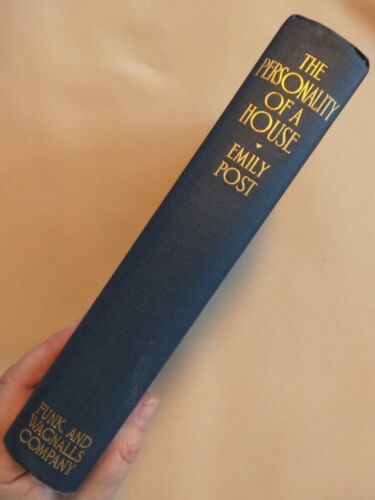 THE
PERSONALITY
OF A
HOUSE
EMILY
POST
FUNK AND
WAGNALLS
COMPANY